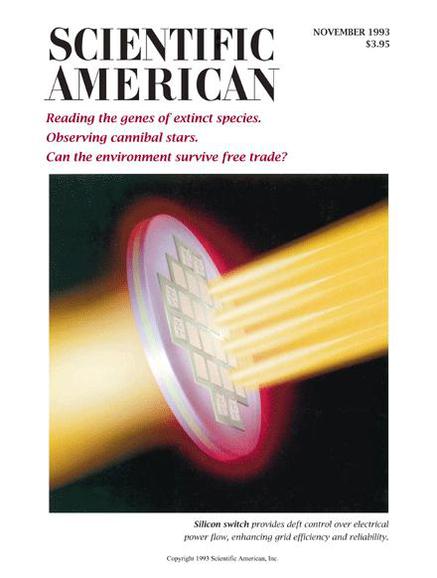 SCIENTIFIC
AMERICAN
NOVEMBER 1993
$3.95
Reading the genes of extinct species.
Observing cannibal stars.
Can the environment survive free trade?
Silicon switch provides deft control over electrical
power flow, enhancing grid efficiency and reliability.
Copyright 1993 Scientific American, Inc.